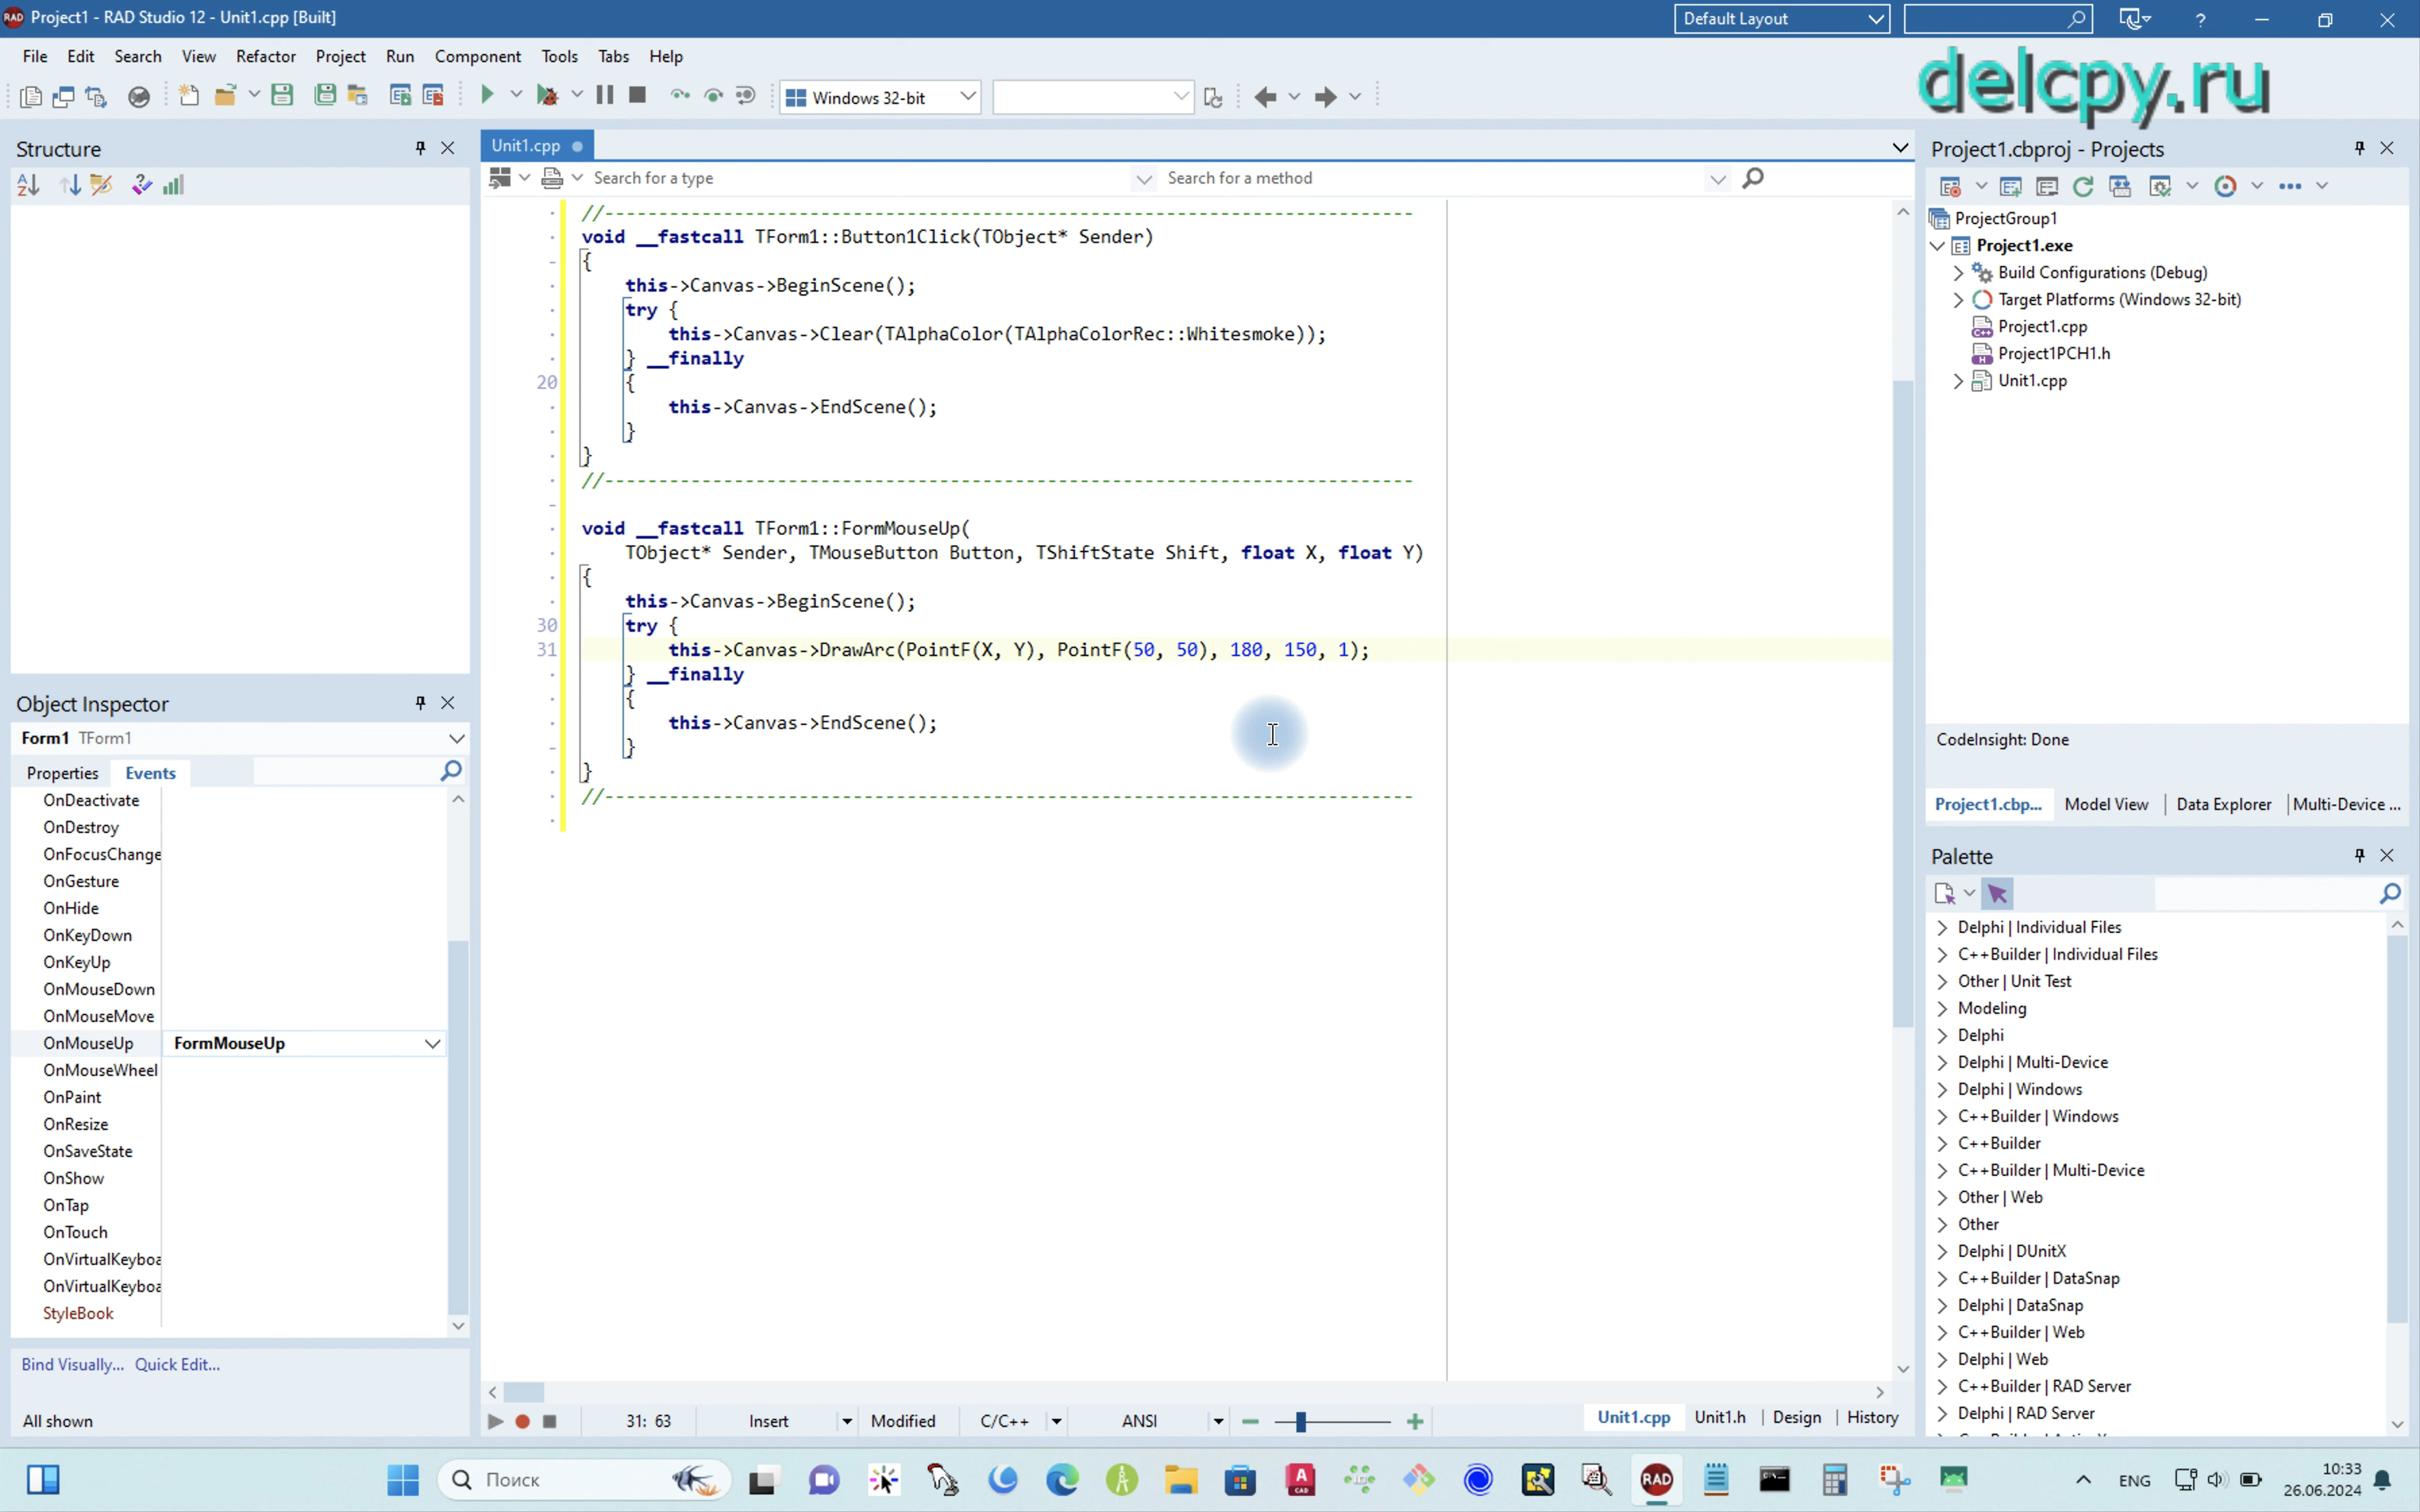 Project1 - RAD Studio 12 - Unit1.cpp [Built]
Default Layout
File Edit Search View Refactor Project Run Component Tools Tabs Help
delcpy.ru
Windows 32-bit
Structure
Unit1.cpp
Search for a type
Search for a method
//---------------------------------------------------------------------------
void __fastcall TForm1::Button1Click(TObject* Sender)
{
this->Canvas->BeginScene();
try {
this->Canvas->Clear(TAlphaColor(TAlphaColorRec::Whitesmoke));
} __finally
20 {
this->Canvas->EndScene();
}
}
//---------------------------------------------------------------------------
void __fastcall TForm1::FormMouseUp(
TObject* Sender, TMouseButton Button, TShiftState Shift, float X, float Y)
{
this->Canvas->BeginScene();
30 try {
31 this->Canvas->DrawArc(PointF(X, Y), PointF(50, 50), 180, 150, 1);
} __finally
{
this->Canvas->EndScene();
}
}
//---------------------------------------------------------------------------
Project1.cbproj - Projects
ProjectGroup1
Project1.exe
Build Configurations (Debug)
Target Platforms (Windows 32-bit)
Project1.cpp
Project1PCH1.h
Unit1.cpp
CodeInsight: Done
Project1.cbp... Model View Data Explorer Multi-Device ...
Object Inspector
Form1 TForm1
Properties Events
OnDeactivate
OnDestroy
OnFocusChange
OnGesture
OnHide
OnKeyDown
OnKeyUp
OnMouseDown
OnMouseMove
OnMouseUp FormMouseUp
OnMouseWheel
OnPaint
OnResize
OnSaveState
OnShow
OnTap
OnTouch
OnVirtualKeyboa
OnVirtualKeyboa
StyleBook
Bind Visually... Quick Edit...
All shown
Palette
Delphi | Individual Files
C++Builder | Individual Files
Other | Unit Test
Modeling
Delphi
Delphi | Multi-Device
Delphi | Windows
C++Builder | Windows
C++Builder
C++Builder | Multi-Device
Other | Web
Other
Delphi | DUnitX
C++Builder | DataSnap
Delphi | DataSnap
C++Builder | Web
Delphi | Web
C++Builder | RAD Server
Delphi | RAD Server
31: 63 Insert Modified C/C++ ANSI
Unit1.cpp Unit1.h Design History
Поиск
RAD
ENG
10:33
26.06.2024